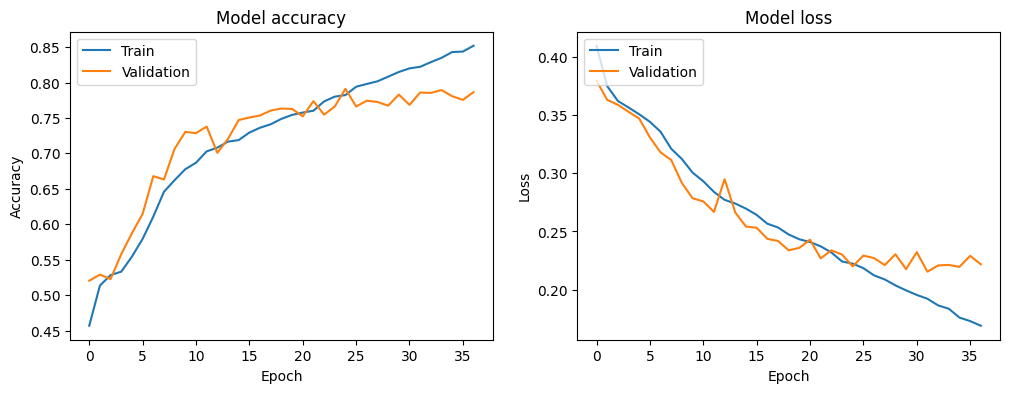 Model accuracy
Train
Validation
0.85
0.80
0.75
0.70
0.65
0.60
0.55
0.50
0.45
Accuracy
0 5 10 15 20 25 30 35
Epoch
Model loss
Train
Validation
0.40
0.35
0.30
0.25
0.20
Loss
0 5 10 15 20 25 30 35
Epoch